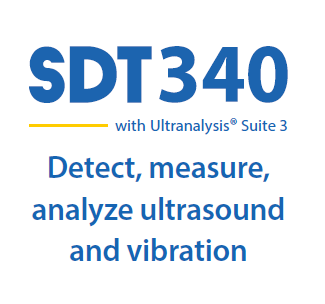 SDT340
with Ultranalysis® Suite 3
Detect, measure,
analyze ultrasound
and vibration